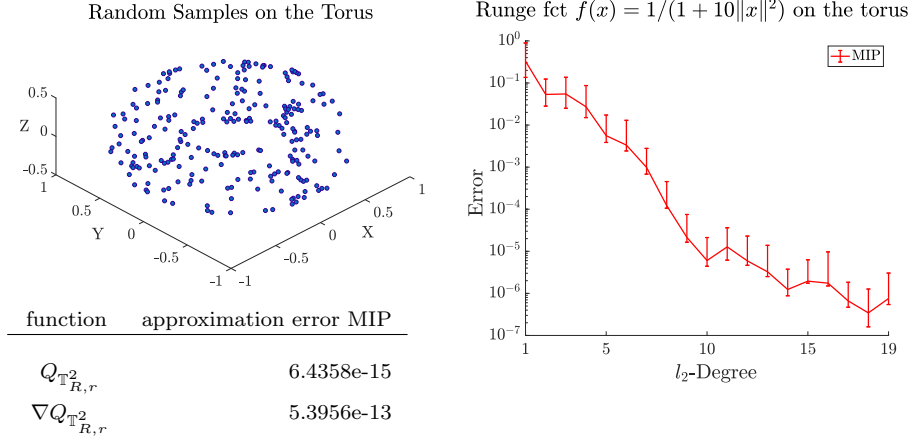 Random Samples on the Torus
0.5
Z
0
-0.5
1
0.5
Y
0
-0.5
-1
-1
-0.5
0
X
0.5
1
function approximation error MIP
Q_{𝕋²_{R,r}} 6.4358e-15
∇Q_{𝕋²_{R,r}} 5.3956e-13
Runge fct f(x) = 1/(1 + 10‖x‖²) on the torus
MIP
Error
10⁰
10⁻¹
10⁻²
10⁻³
10⁻⁴
10⁻⁵
10⁻⁶
10⁻⁷
1 5 10 15 19
l₂-Degree